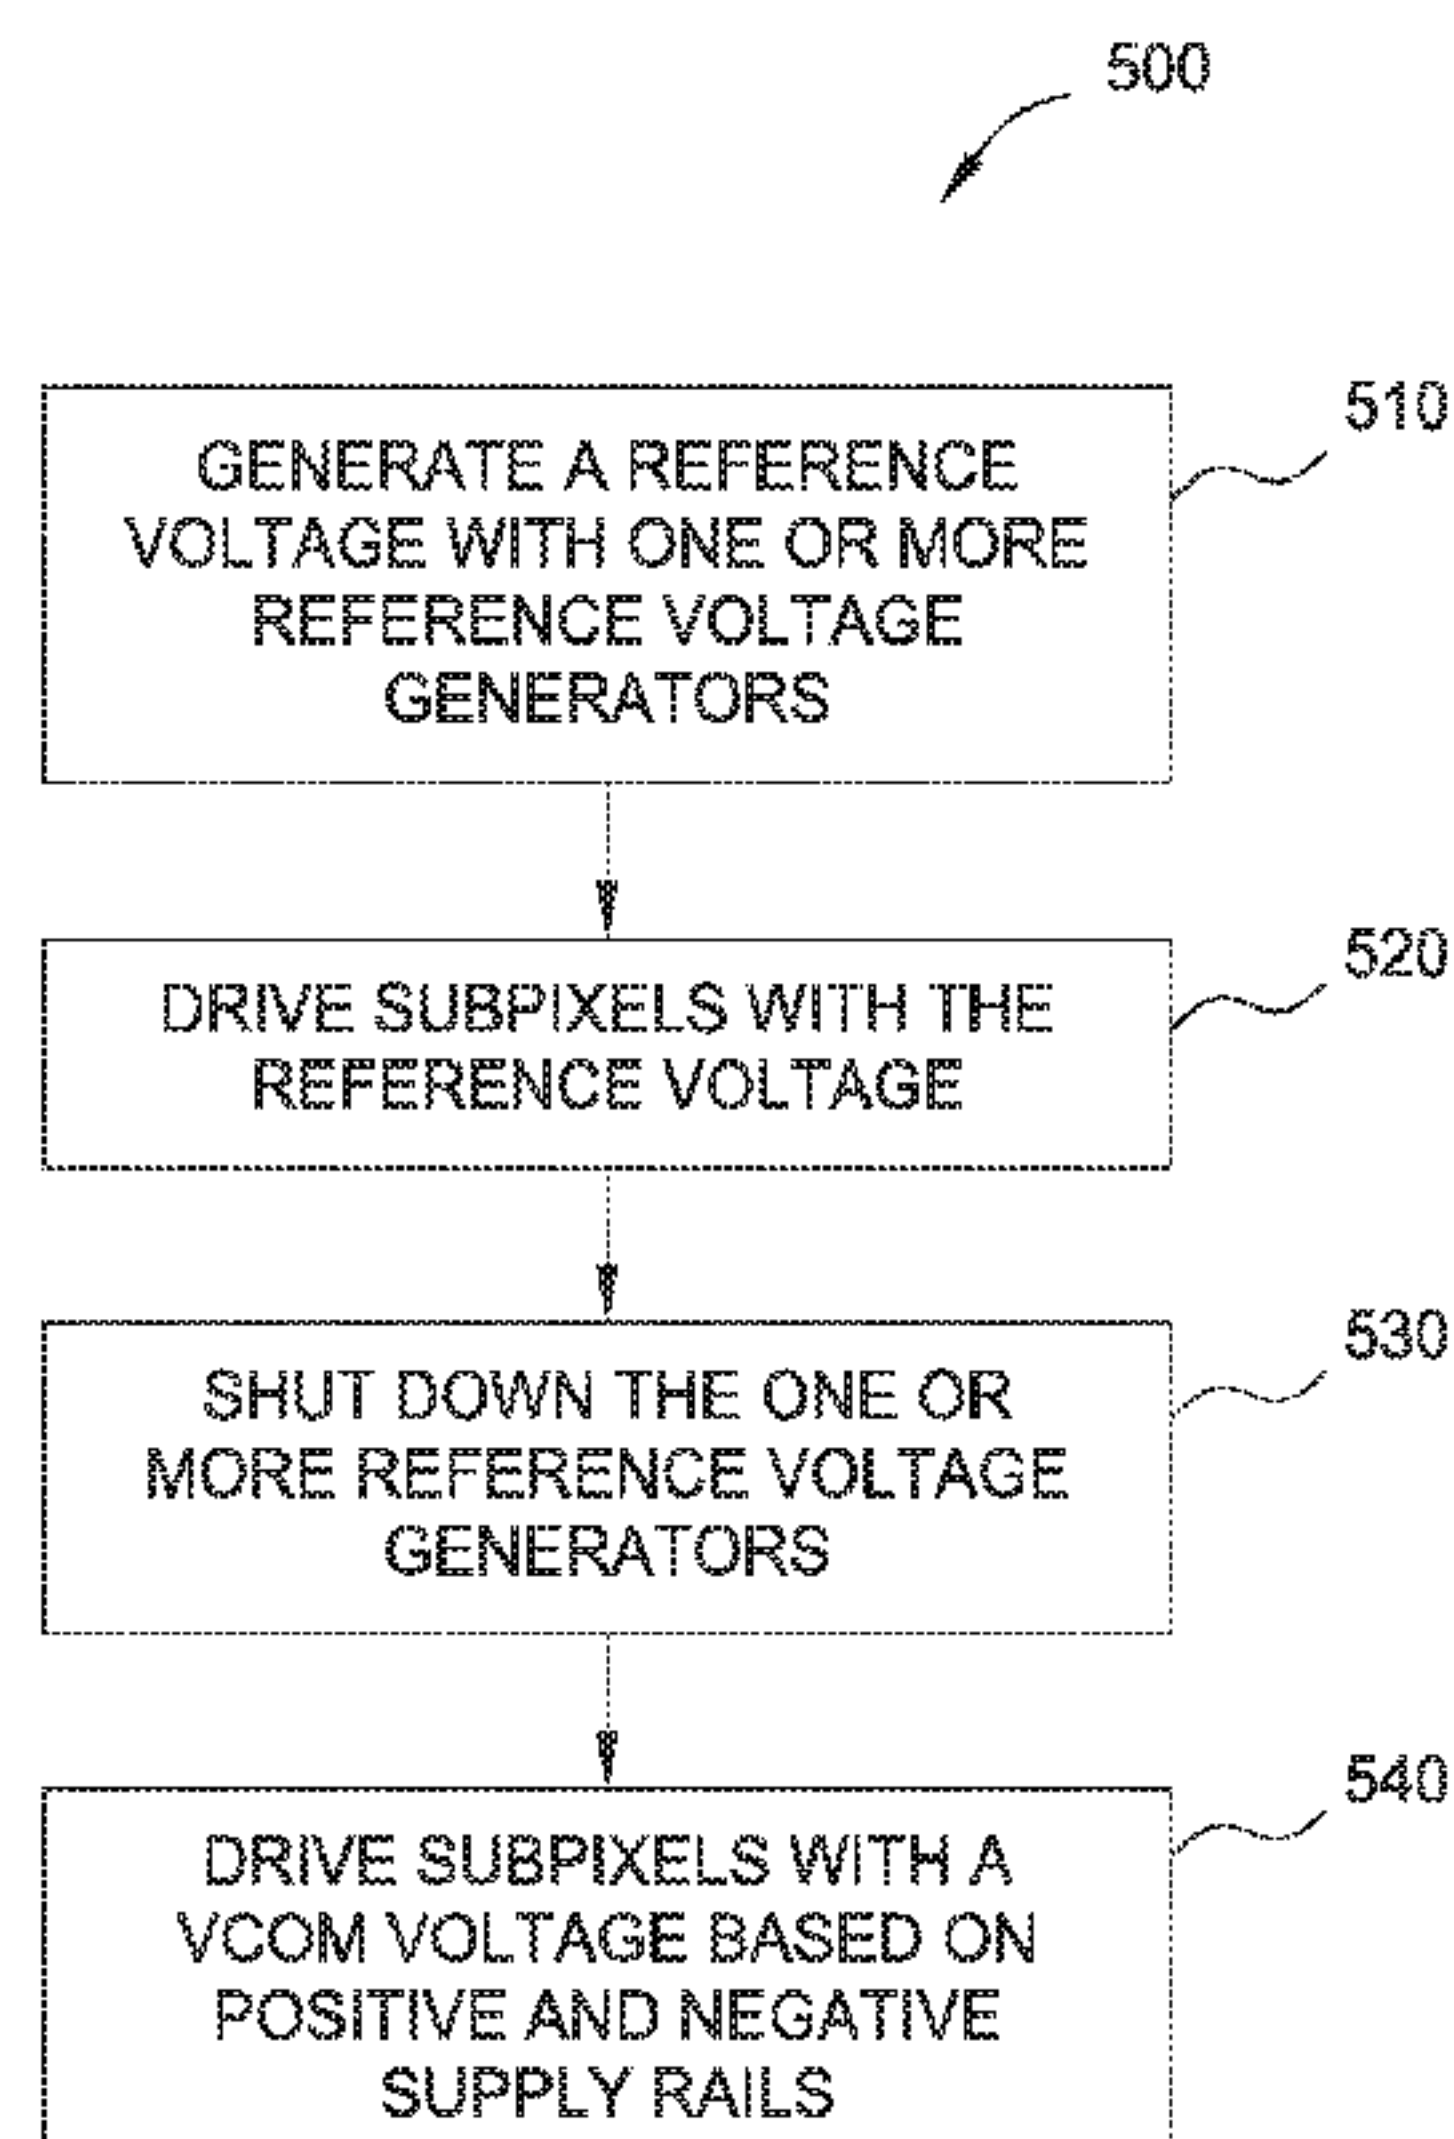 500
510
GENERATE A REFERENCE
VOLTAGE WITH ONE OR MORE
REFERENCE VOLTAGE
GENERATORS
520
DRIVE SUBPIXELS WITH THE
REFERENCE VOLTAGE
530
SHUT DOWN THE ONE OR
MORE REFERENCE VOLTAGE
GENERATORS
540
DRIVE SUBPIXELS WITH A
VCOM VOLTAGE BASED ON
POSITIVE AND NEGATIVE
SUPPLY RAILS